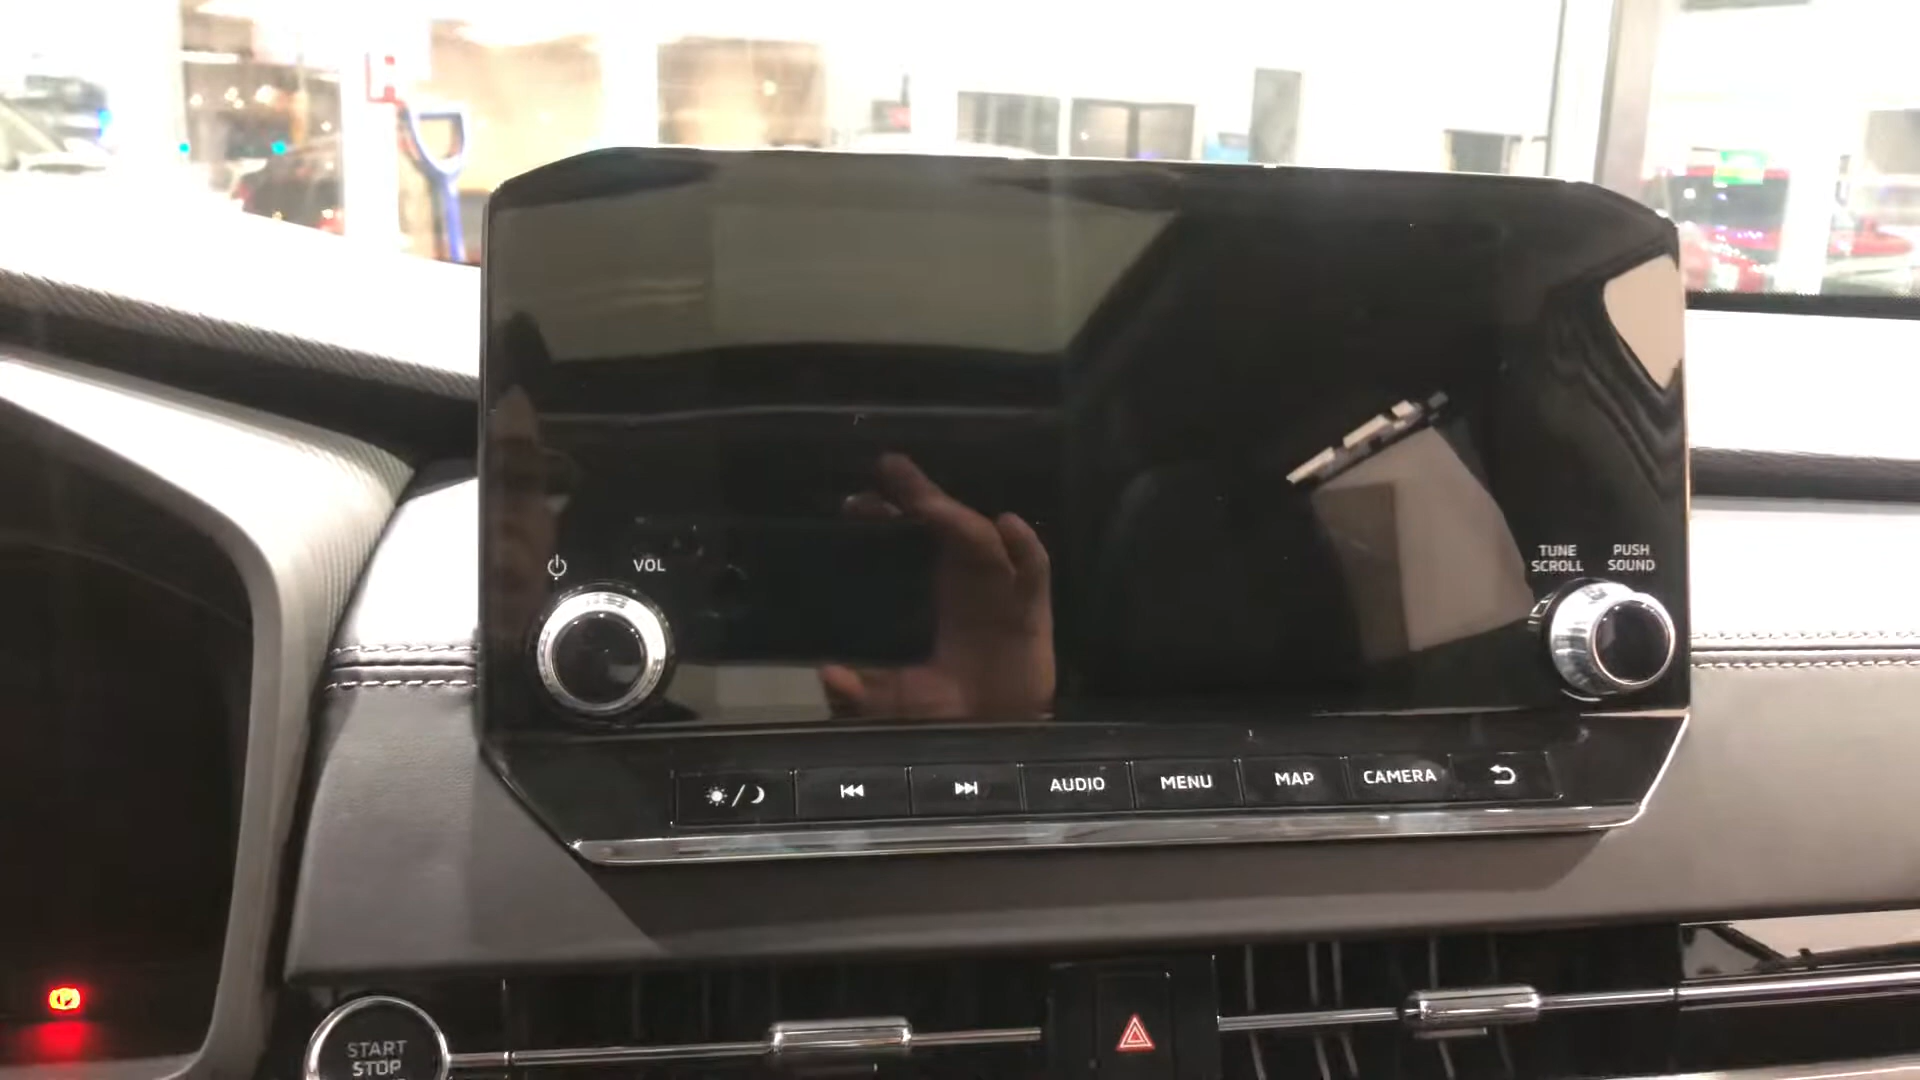 VOL
TUNE
SCROLL
PUSH
SOUND
AUDIO
MENU
MAP
CAMERA
START
STOP